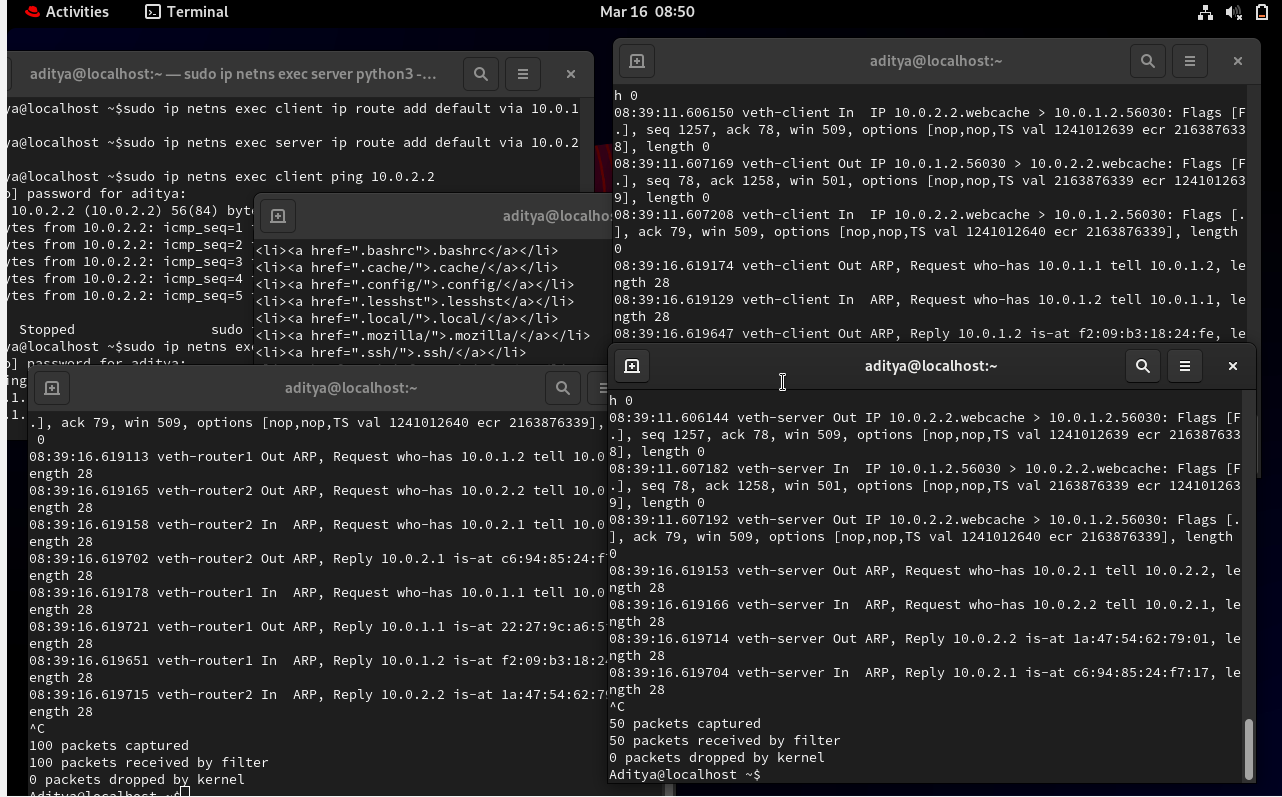 Activities
Terminal
Mar 16 08:50
aditya@localhost:~ — sudo ip netns exec server python3 -...
ya@localhost ~$sudo ip netns exec client ip route add default via 10.0.1
ya@localhost ~$sudo ip netns exec server ip route add default via 10.0.2
ya@localhost ~$sudo ip netns exec client ping 10.0.2.2
o] password for aditya:
10.0.2.2 (10.0.2.2) 56(84) byt
ytes from 10.0.2.2: icmp_seq=1
ytes from 10.0.2.2: icmp_seq=2
ytes from 10.0.2.2: icmp_seq=3
ytes from 10.0.2.2: icmp_seq=4
ytes from 10.0.2.2: icmp_seq=5
Stopped sudo
ya@localhost ~$sudo ip netns ex
o] password for aditya:
ing
.1.
.1.
aditya@localhos
<li><a href=".bashrc">.bashrc</a></li>
<li><a href=".cache/">.cache/</a></li>
<li><a href=".config/">.config/</a></li>
<li><a href=".lesshst">.lesshst</a></li>
<li><a href=".local/">.local/</a></li>
<li><a href=".mozilla/">.mozilla/</a></li>
<li><a href=".ssh/">.ssh/</a></li>
aditya@localhost:~
h 0
08:39:11.606150 veth-client In  IP 10.0.2.2.webcache > 10.0.1.2.56030: Flags [F
.], seq 1257, ack 78, win 509, options [nop,nop,TS val 1241012639 ecr 216387633
8], length 0
08:39:11.607169 veth-client Out IP 10.0.1.2.56030 > 10.0.2.2.webcache: Flags [F
.], seq 78, ack 1258, win 501, options [nop,nop,TS val 2163876339 ecr 124101263
9], length 0
08:39:11.607208 veth-client In  IP 10.0.2.2.webcache > 10.0.1.2.56030: Flags [.
], ack 79, win 509, options [nop,nop,TS val 1241012640 ecr 2163876339], length
0
08:39:16.619174 veth-client Out ARP, Request who-has 10.0.1.1 tell 10.0.1.2, le
ngth 28
08:39:16.619129 veth-client In  ARP, Request who-has 10.0.1.2 tell 10.0.1.1, le
ngth 28
08:39:16.619647 veth-client Out ARP, Reply 10.0.1.2 is-at f2:09:b3:18:24:fe, le
aditya@localhost:~
.], ack 79, win 509, options [nop,nop,TS val 1241012640 ecr 2163876339],
0
08:39:16.619113 veth-router1 Out ARP, Request who-has 10.0.1.2 tell 10.0
ength 28
08:39:16.619165 veth-router2 Out ARP, Request who-has 10.0.2.2 tell 10.0
ength 28
08:39:16.619158 veth-router2 In  ARP, Request who-has 10.0.2.1 tell 10.0
ength 28
08:39:16.619702 veth-router2 Out ARP, Reply 10.0.2.1 is-at c6:94:85:24:f
ength 28
08:39:16.619178 veth-router1 In  ARP, Request who-has 10.0.1.1 tell 10.0
ength 28
08:39:16.619721 veth-router1 Out ARP, Reply 10.0.1.1 is-at 22:27:9c:a6:5
ength 28
08:39:16.619651 veth-router1 In  ARP, Reply 10.0.1.2 is-at f2:09:b3:18:2
ength 28
08:39:16.619715 veth-router2 In  ARP, Reply 10.0.2.2 is-at 1a:47:54:62:7
ength 28
^C
100 packets captured
100 packets received by filter
0 packets dropped by kernel
Aditya@localhost ~$
aditya@localhost:~
h 0
08:39:11.606144 veth-server Out IP 10.0.2.2.webcache > 10.0.1.2.56030: Flags [F
.], seq 1257, ack 78, win 509, options [nop,nop,TS val 1241012639 ecr 216387633
8], length 0
08:39:11.607182 veth-server In  IP 10.0.1.2.56030 > 10.0.2.2.webcache: Flags [F
.], seq 78, ack 1258, win 501, options [nop,nop,TS val 2163876339 ecr 124101263
9], length 0
08:39:11.607192 veth-server Out IP 10.0.2.2.webcache > 10.0.1.2.56030: Flags [.
], ack 79, win 509, options [nop,nop,TS val 1241012640 ecr 2163876339], length
0
08:39:16.619153 veth-server Out ARP, Request who-has 10.0.2.1 tell 10.0.2.2, le
ngth 28
08:39:16.619166 veth-server In  ARP, Request who-has 10.0.2.2 tell 10.0.2.1, le
ngth 28
08:39:16.619714 veth-server Out ARP, Reply 10.0.2.2 is-at 1a:47:54:62:79:01, le
ngth 28
08:39:16.619704 veth-server In  ARP, Reply 10.0.2.1 is-at c6:94:85:24:f7:17, le
ngth 28
^C
50 packets captured
50 packets received by filter
0 packets dropped by kernel
Aditya@localhost ~$